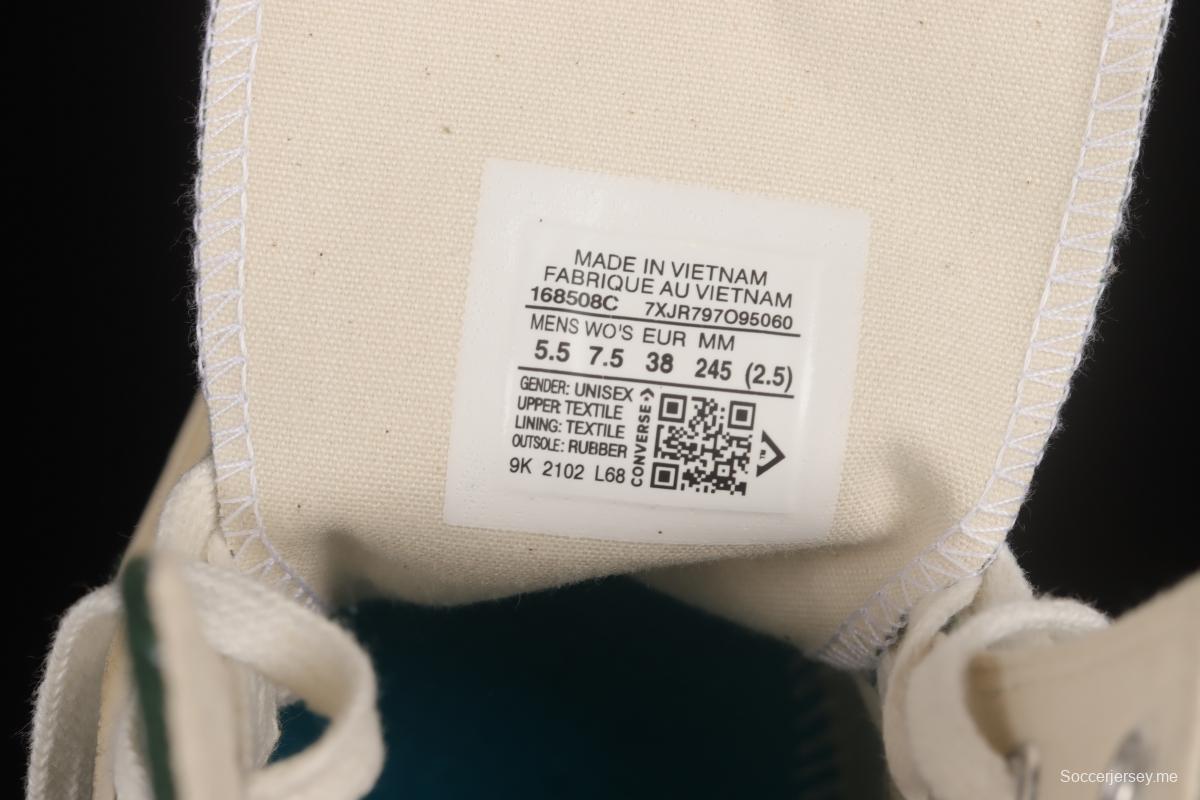 MADE IN VIETNAM
FABRIQUE AU VIETNAM
168508C 7XJR797O95060
MENS WO'S EUR MM
5.5 7.5 38 245 (2.5)
GENDER: UNISEX
UPPER: TEXTILE
LINING: TEXTILE
OUTSOLE: RUBBER
9K 2102 L68
CONVERSE
Soccerjersey.me